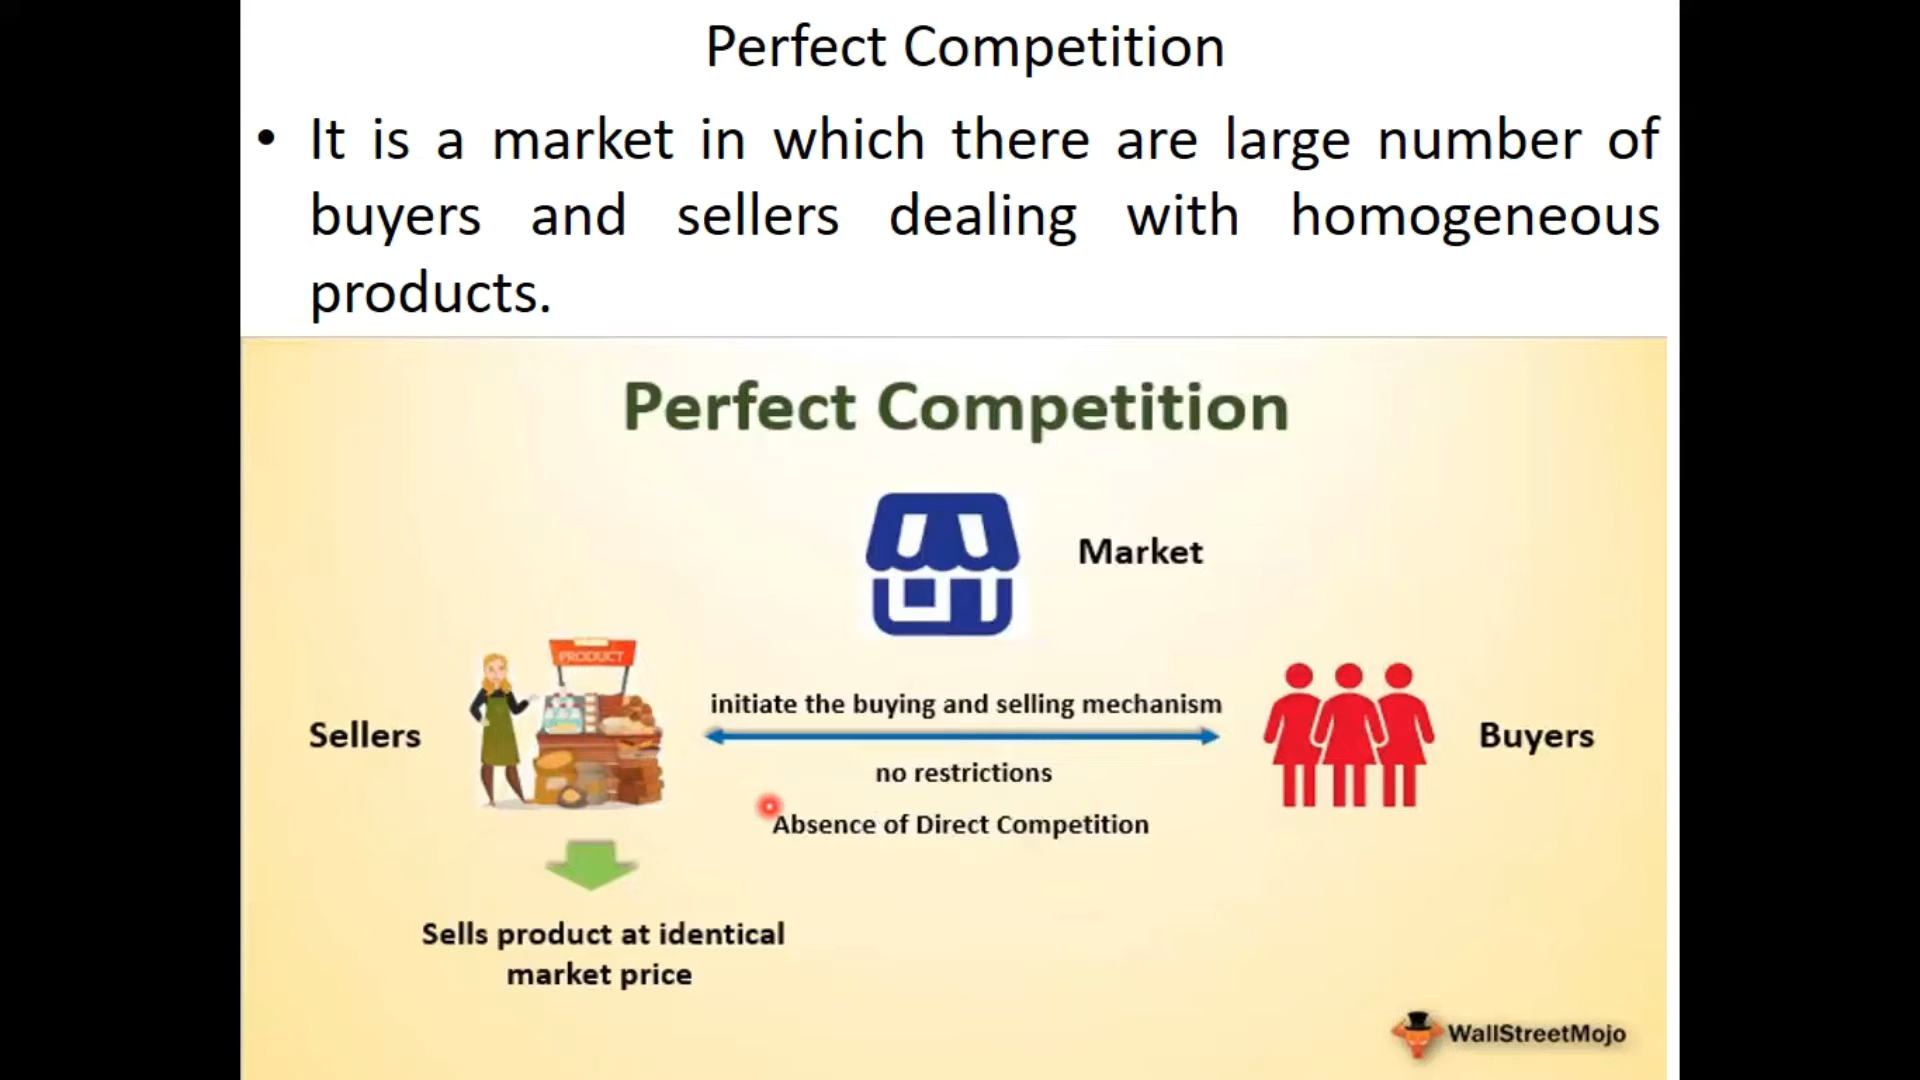 Perfect Competition
• It is a market in which there are large number of
buyers and sellers dealing with homogeneous
products.
Perfect Competition
Market
PRODUCT
initiate the buying and selling mechanism
Sellers
Buyers
no restrictions
Absence of Direct Competition
Sells product at identical
market price
WallStreetMojo